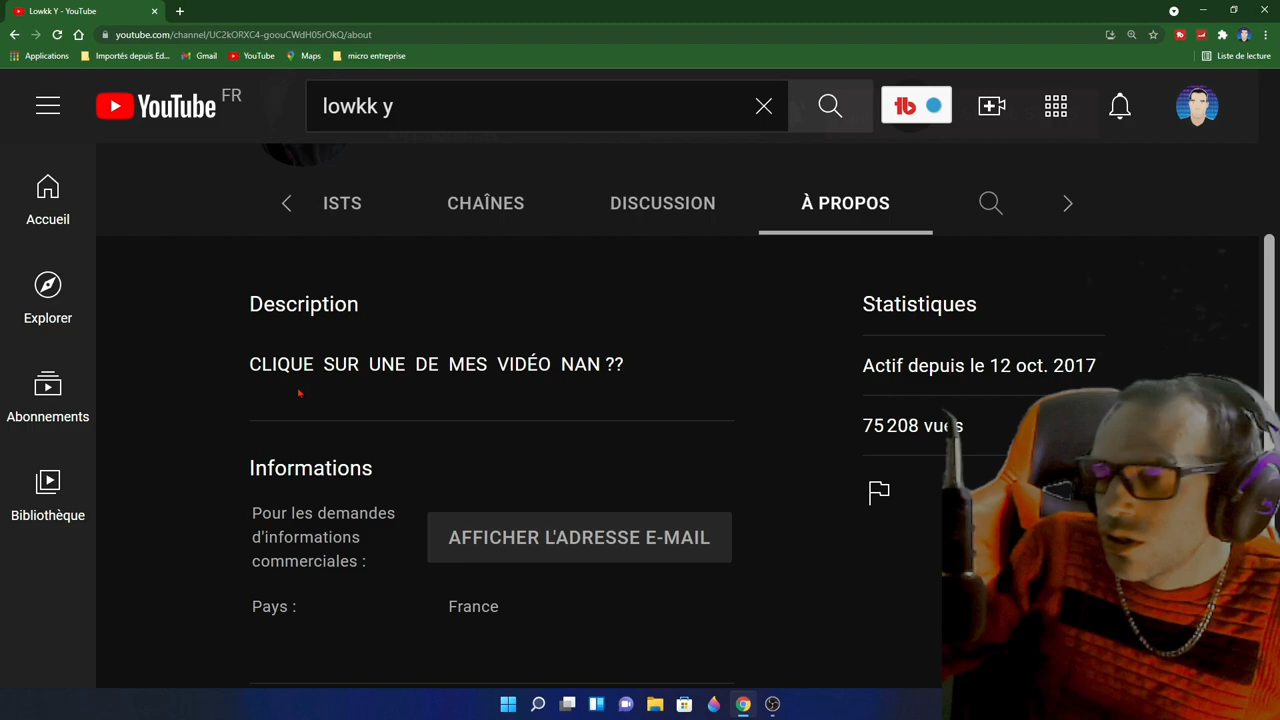 Lowkk Y - YouTube
youtube.com/channel/UC2kORXC4-goouCWdH05rOkQ/about
Applications
Importés depuis Ed...
Gmail
YouTube
Maps
micro entreprise
Liste de lecture
YouTube FR
lowkk y
tb
Accueil
Explorer
Abonnements
Bibliothèque
ISTS
CHAÎNES
DISCUSSION
À PROPOS
Description
CLIQUE SUR UNE DE MES VIDÉO NAN ??
Informations
Pour les demandes
d'informations
commerciales :
AFFICHER L'ADRESSE E-MAIL
Pays :
France
Statistiques
Actif depuis le 12 oct. 2017
75 208 vues